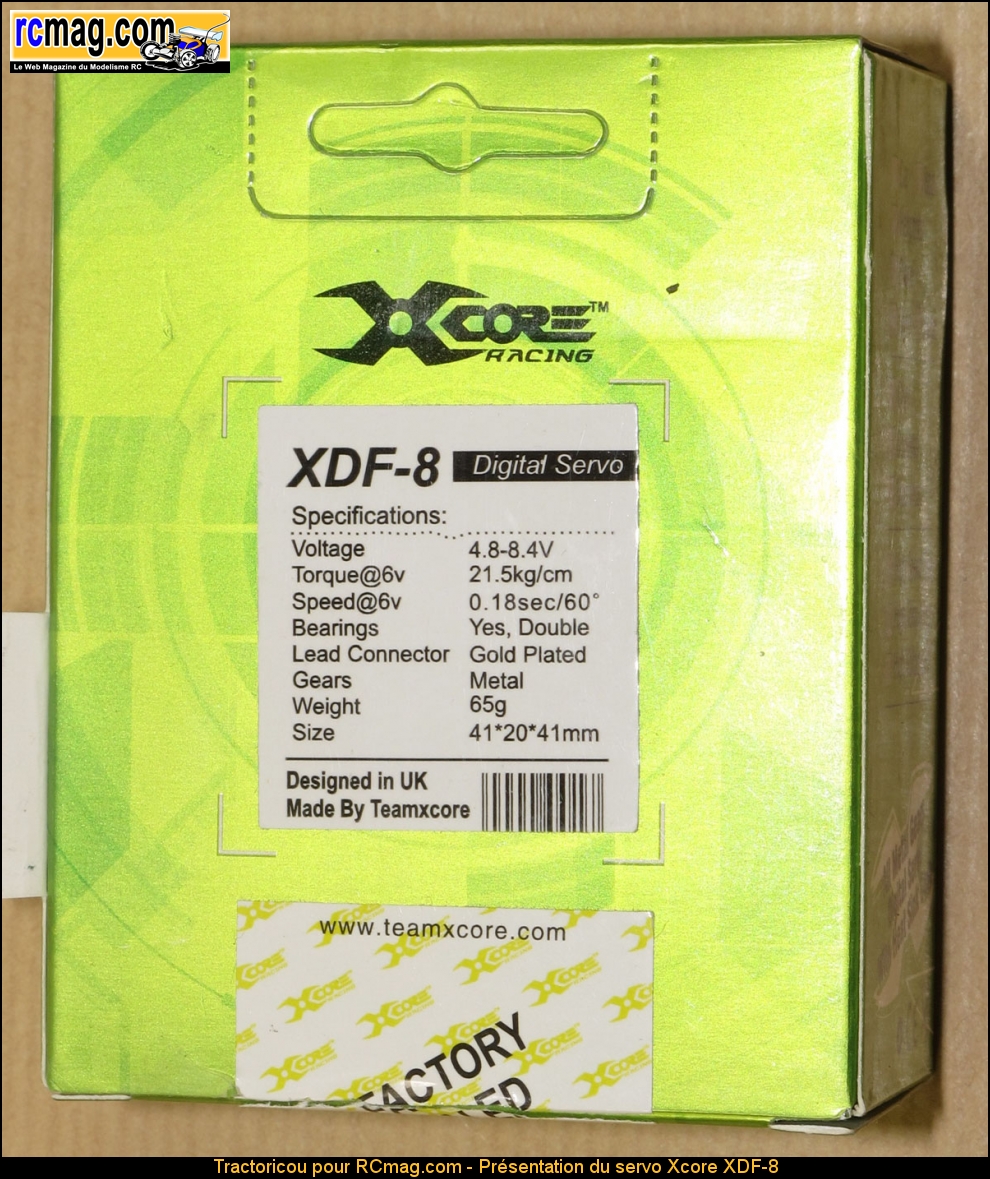 rcmag.com
Le Web Magazine du Modelisme RC
XCORE™
RACING
XDF-8 Digital Servo
Specifications:
Voltage 4.8-8.4V
Torque@6v 21.5kg/cm
Speed@6v 0.18sec/60°
Bearings Yes, Double
Lead Connector Gold Plated
Gears Metal
Weight 65g
Size 41*20*41mm
Designed in UK
Made By Teamxcore
www.teamxcore.com
XCORE
FACTORY
Tractoricou pour RCmag.com - Présentation du servo Xcore XDF-8